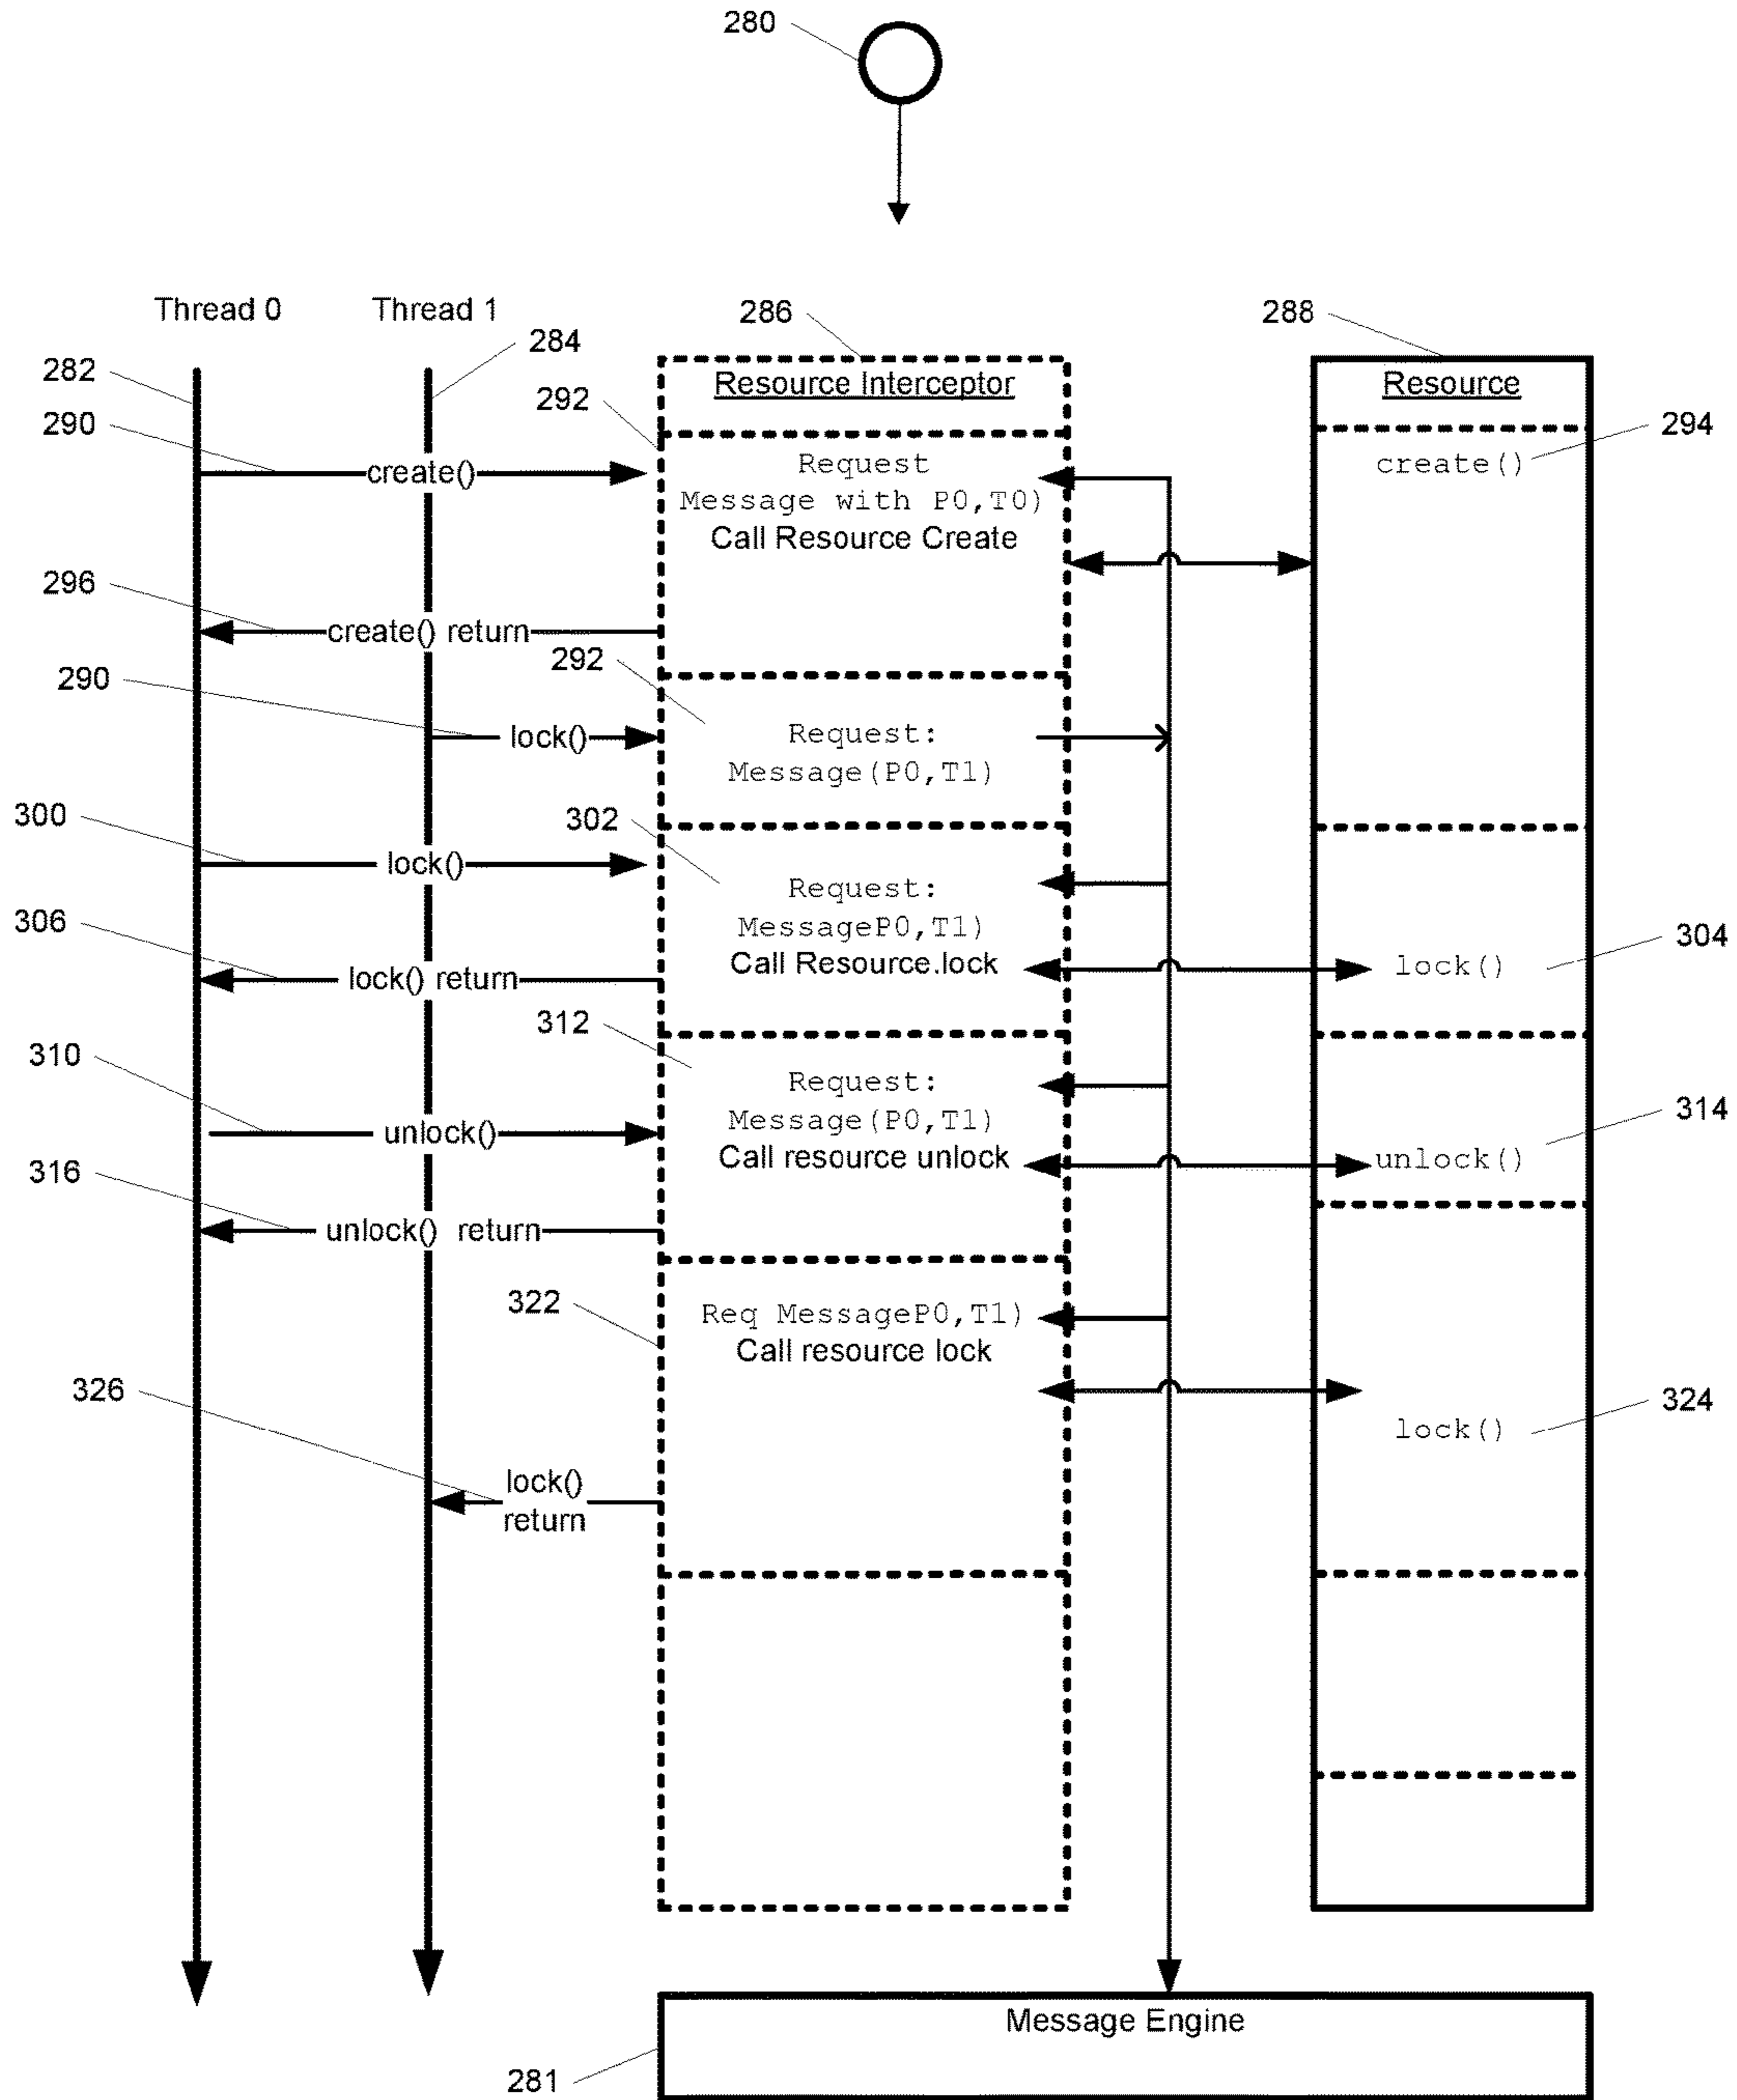 280
Thread 0
Thread 1
284
286
288
282
292
Resource Interceptor
Resource
290
294
create()
Request
Message with P0,T0)
Call Resource Create
create()
296
create() return
290
292
lock()
Request:
Message(P0,T1)
300
302
lock()
Request:
MessageP0,T1)
Call Resource.lock
304
lock()
306
lock() return
310
312
unlock()
Request:
Message(P0,T1)
Call resource unlock
314
unlock()
316
unlock() return
322
Req MessageP0,T1)
Call resource lock
324
lock()
326
lock()
return
Message Engine
281